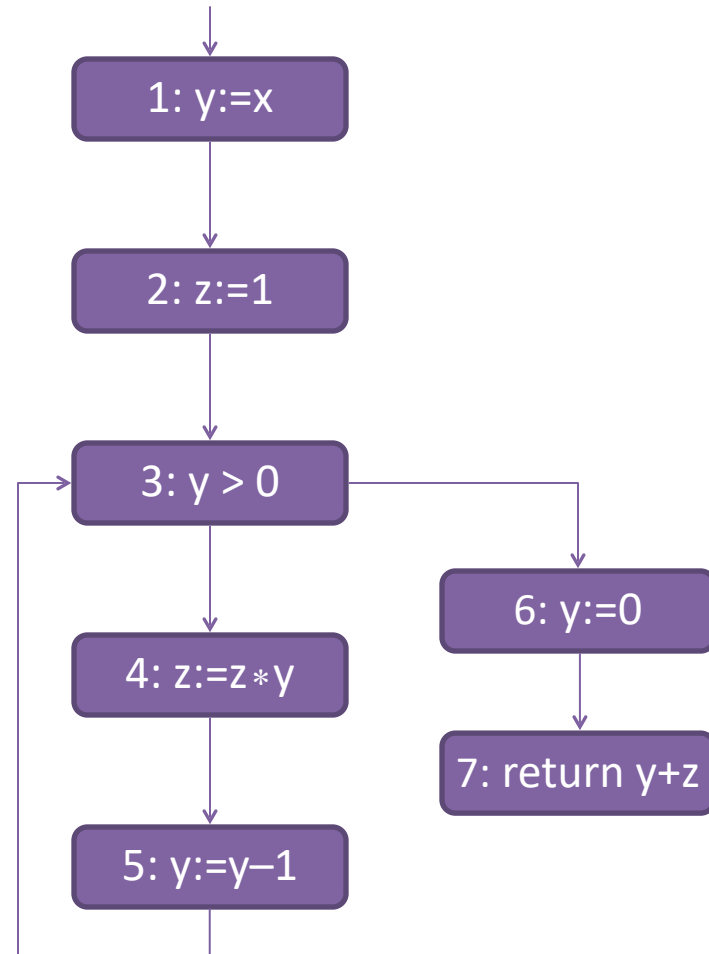 1: y:=x
2: z:=1
3: y > 0
4: z:=z*y
5: y:=y–1
6: y:=0
7: return y+z